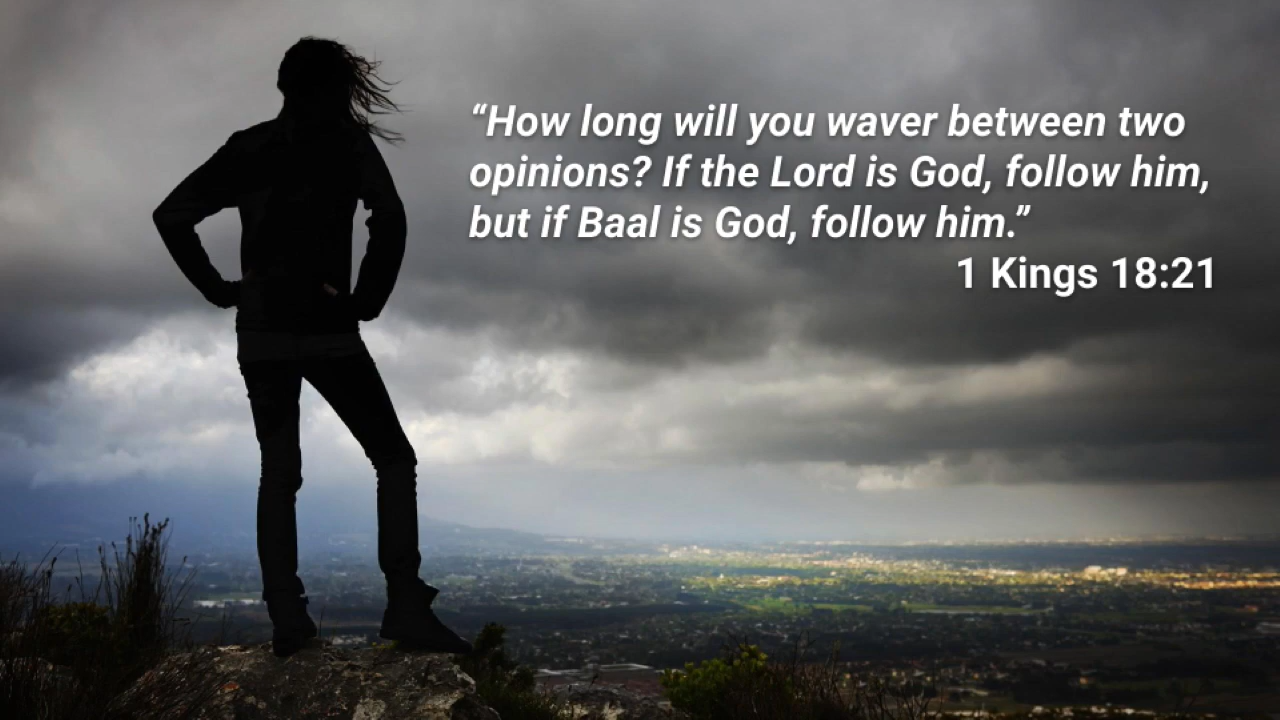 “How long will you waver between two
opinions? If the Lord is God, follow him,
but if Baal is God, follow him.”
1 Kings 18:21